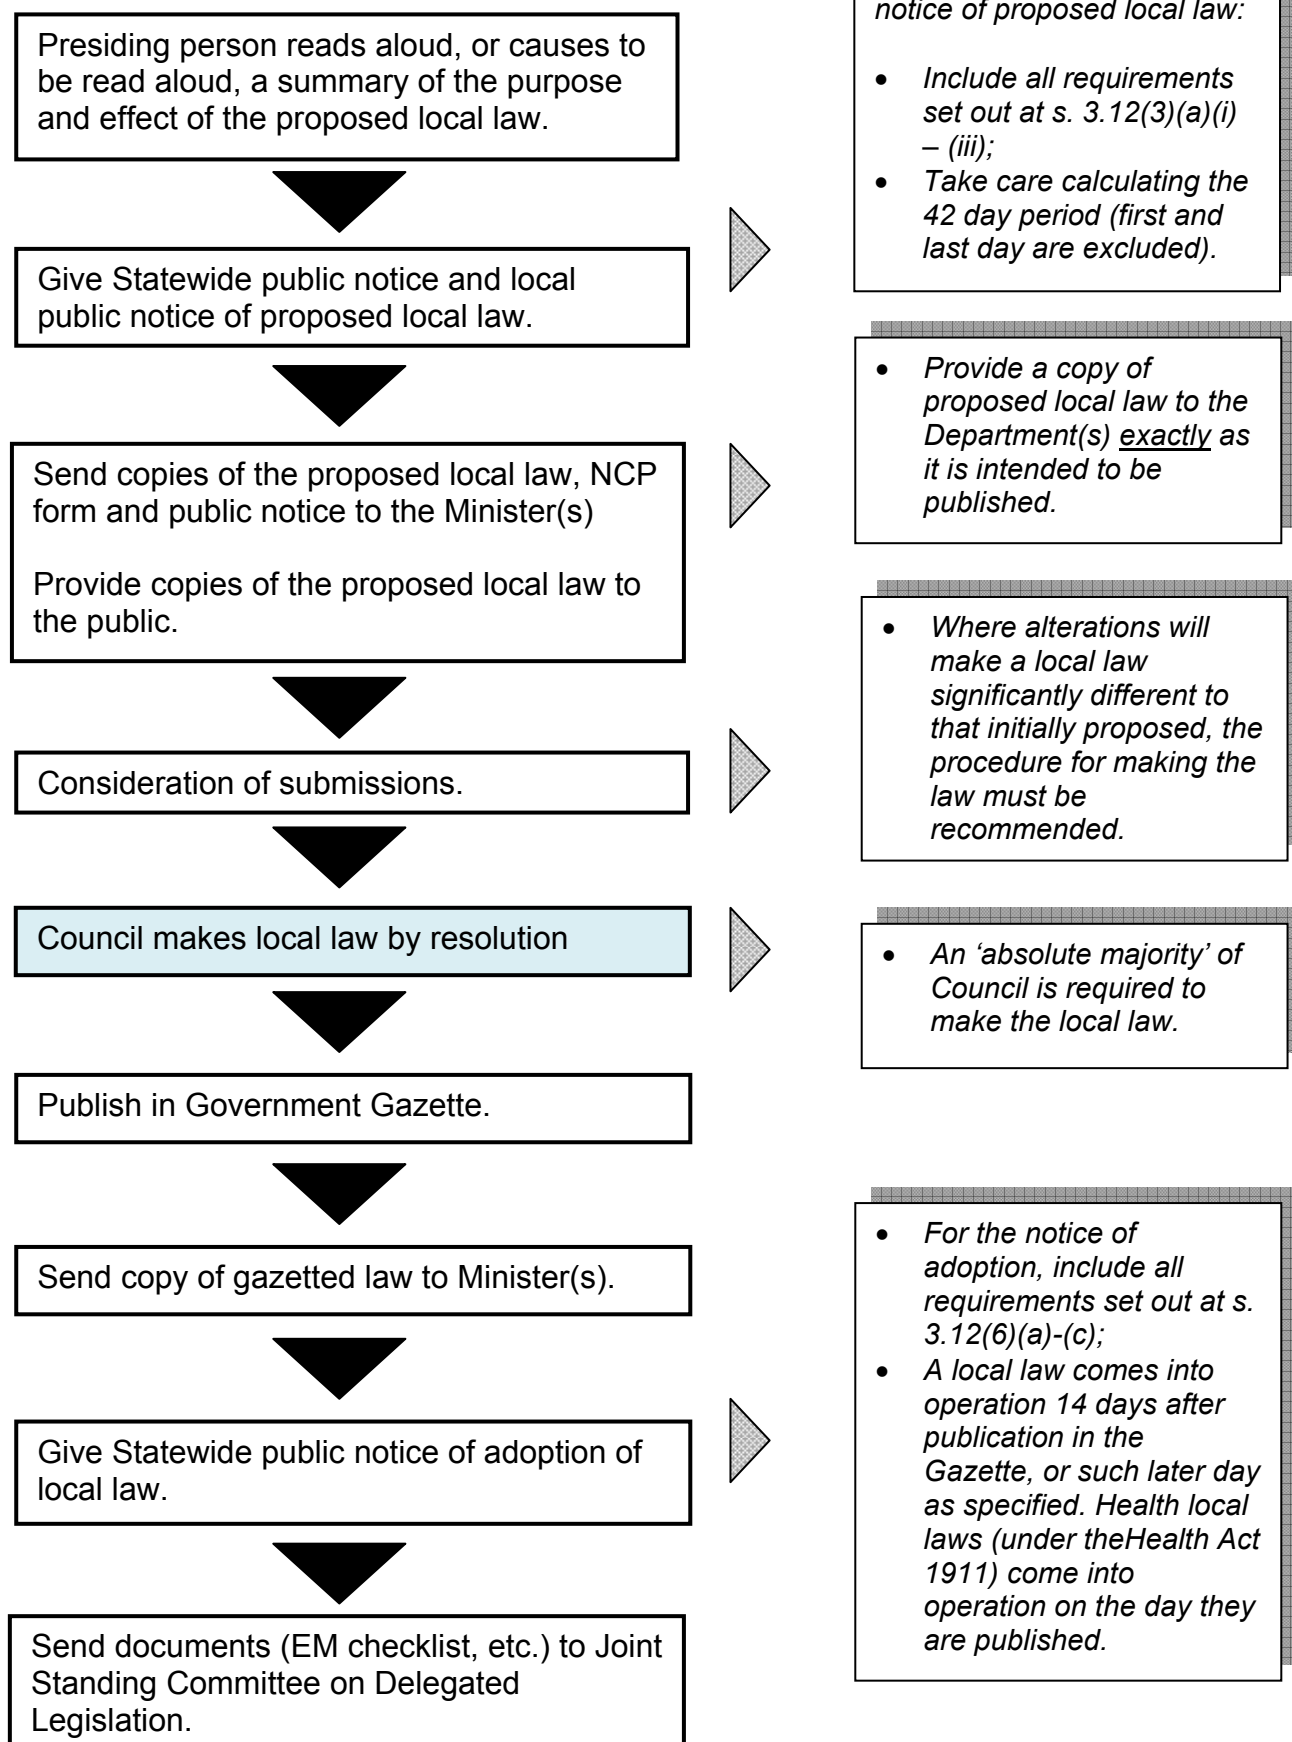 Presiding person reads aloud, or causes to
be read aloud, a summary of the purpose
and effect of the proposed local law.
notice of proposed local law:
• Include all requirements
set out at s. 3.12(3)(a)(i)
– (iii);
• Take care calculating the
42 day period (first and
last day are excluded).
Give Statewide public notice and local
public notice of proposed local law.
Send copies of the proposed local law, NCP
form and public notice to the Minister(s)
Provide copies of the proposed local law to
the public.
• Provide a copy of
proposed local law to the
Department(s) exactly as
it is intended to be
published.
Consideration of submissions.
• Where alterations will
make a local law
significantly different to
that initially proposed, the
procedure for making the
law must be
recommended.
Council makes local law by resolution
• An ‘absolute majority’ of
Council is required to
make the local law.
Publish in Government Gazette.
Send copy of gazetted law to Minister(s).
Give Statewide public notice of adoption of
local law.
• For the notice of
adoption, include all
requirements set out at s.
3.12(6)(a)-(c);
• A local law comes into
operation 14 days after
publication in the
Gazette, or such later day
as specified. Health local
laws (under theHealth Act
1911) come into
operation on the day they
are published.
Send documents (EM checklist, etc.) to Joint
Standing Committee on Delegated
Legislation.